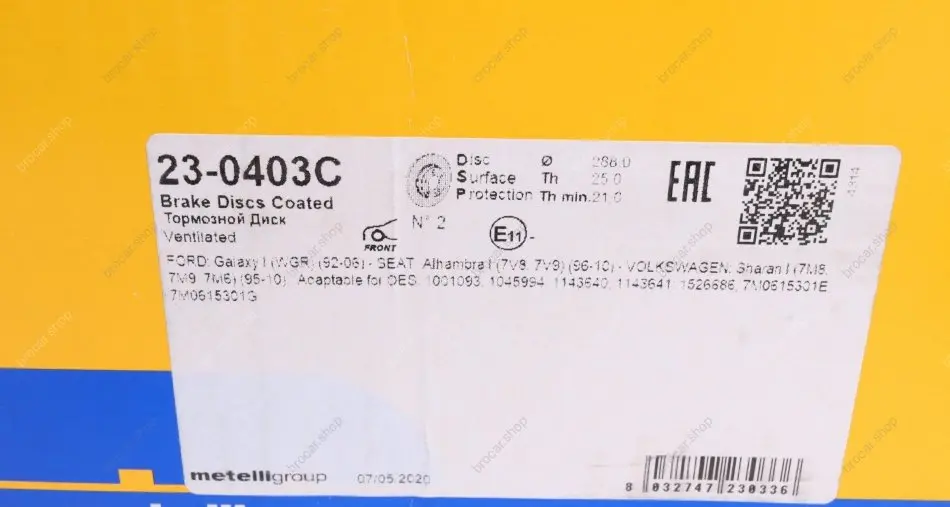 23-0403C
Brake Discs Coated
Тормозной Диск
Ventilated
Disc
Surface
Protection
Ø 288.0
Th 25.0
Th min. 21.0
EAC
4314
FRONT
N° 2
E11 -
FORD: Galaxy I (WGR) (92-06) - SEAT: Alhambra I (7V8, 7V9) (96-10) - VOLKSWAGEN: Sharan I (7M8,
7M9, 7M6) (95-10) Adaptable for OES: 1001093, 1045994, 1143640, 1143641, 1526686, 7M0615301E,
7M0615301G
metelligroup
07/05/2020
8 032747 230336
brocar.shop